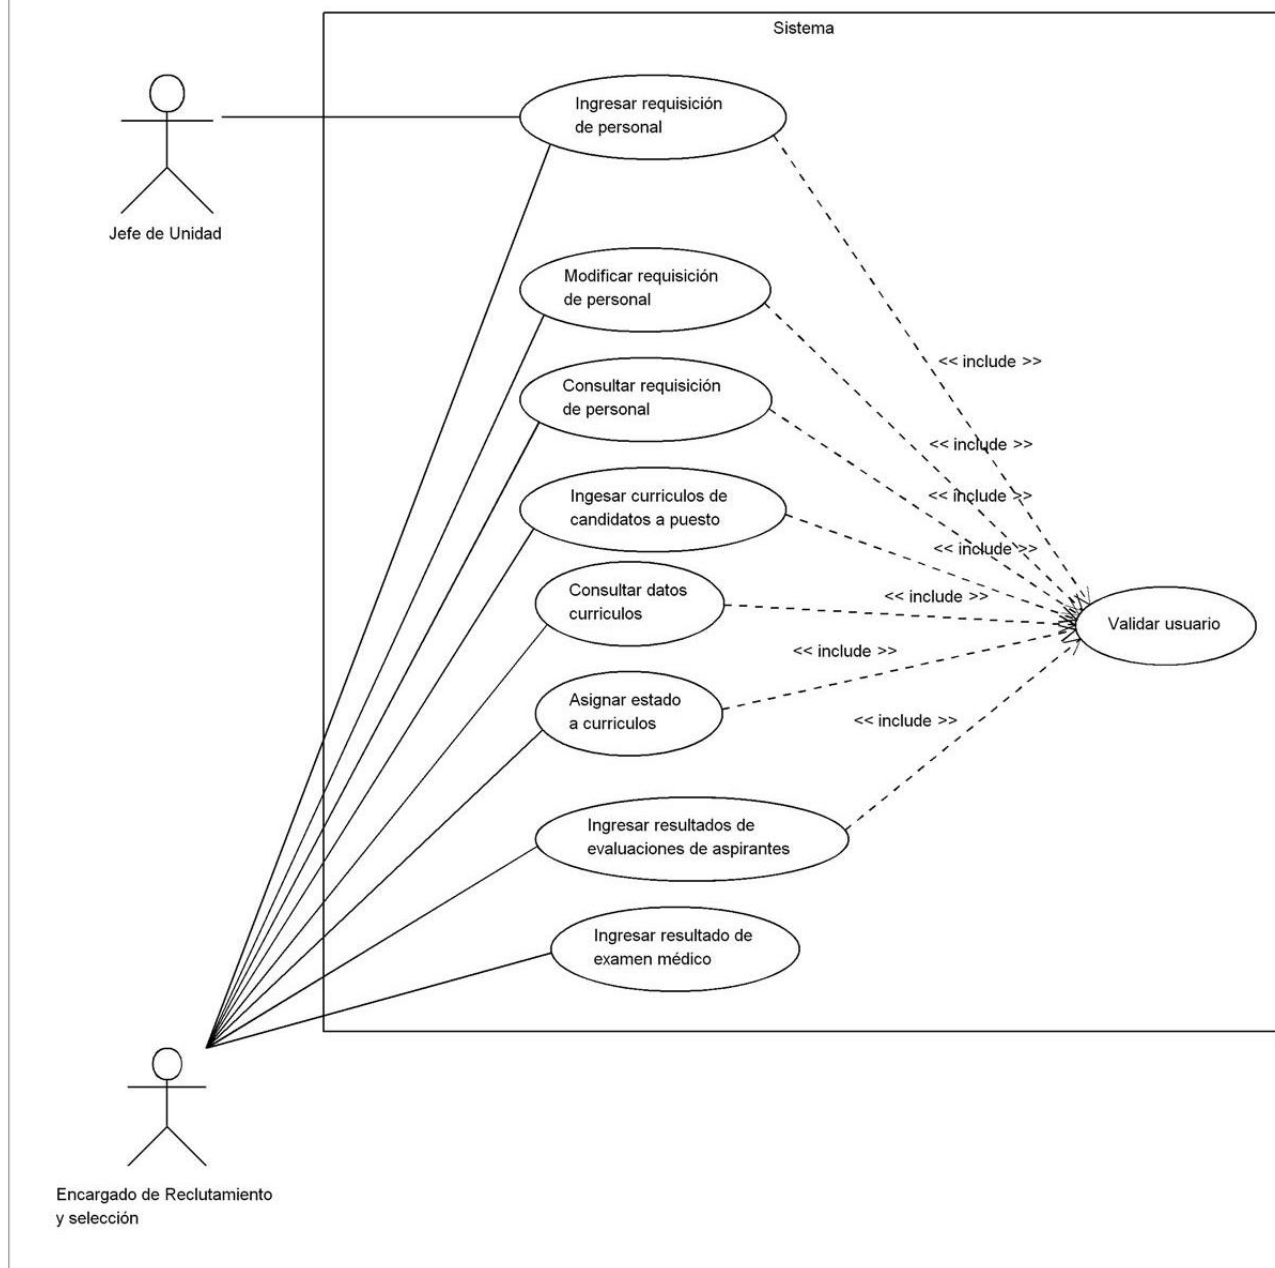 Sistema
Ingresar requisición
de personal
Jefe de Unidad
Modificar requisición
de personal
<< include >>
Consultar requisición
de personal
<< include >>
Ingesar curriculos de
candidatos a puesto
<< include >>
<< include >>
Consultar datos
curriculos
<< include >>
Validar usuario
Asignar estado
a curriculos
<< include >>
<< include >>
Ingresar resultados de
evaluaciones de aspirantes
Ingresar resultado de
examen médico
Encargado de Reclutamiento
y selección